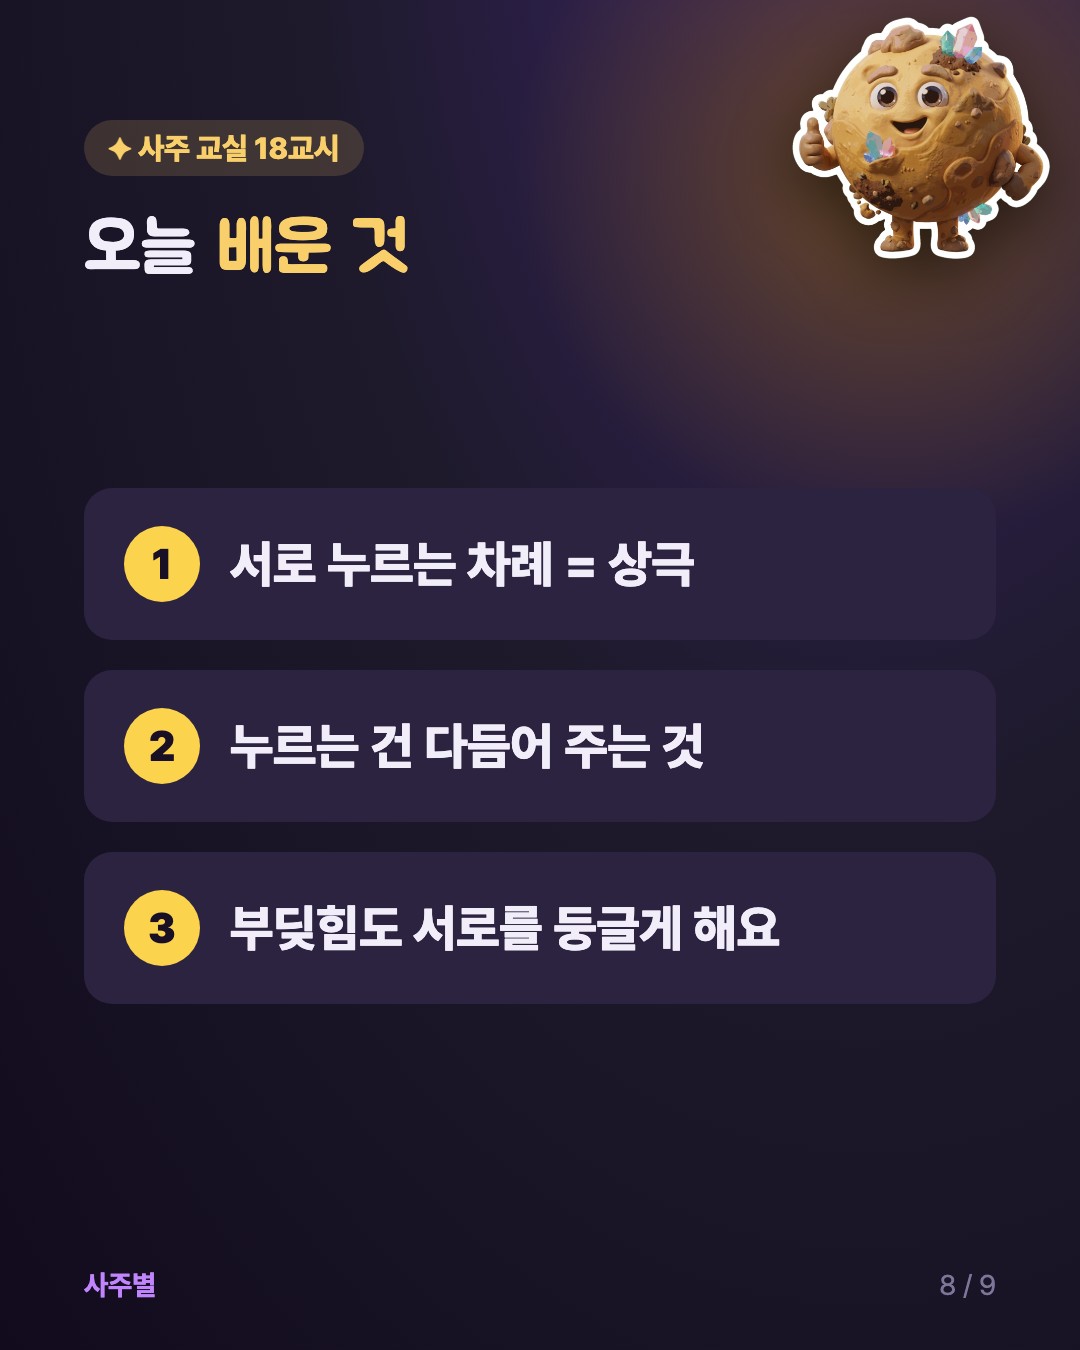 ✦ 사주 교실 18교시
오늘 배운 것
1 서로 누르는 차례 = 상극
2 누르는 건 다듬어 주는 것
3 부딪힘도 서로를 둥글게 해요
사주별
8 / 9